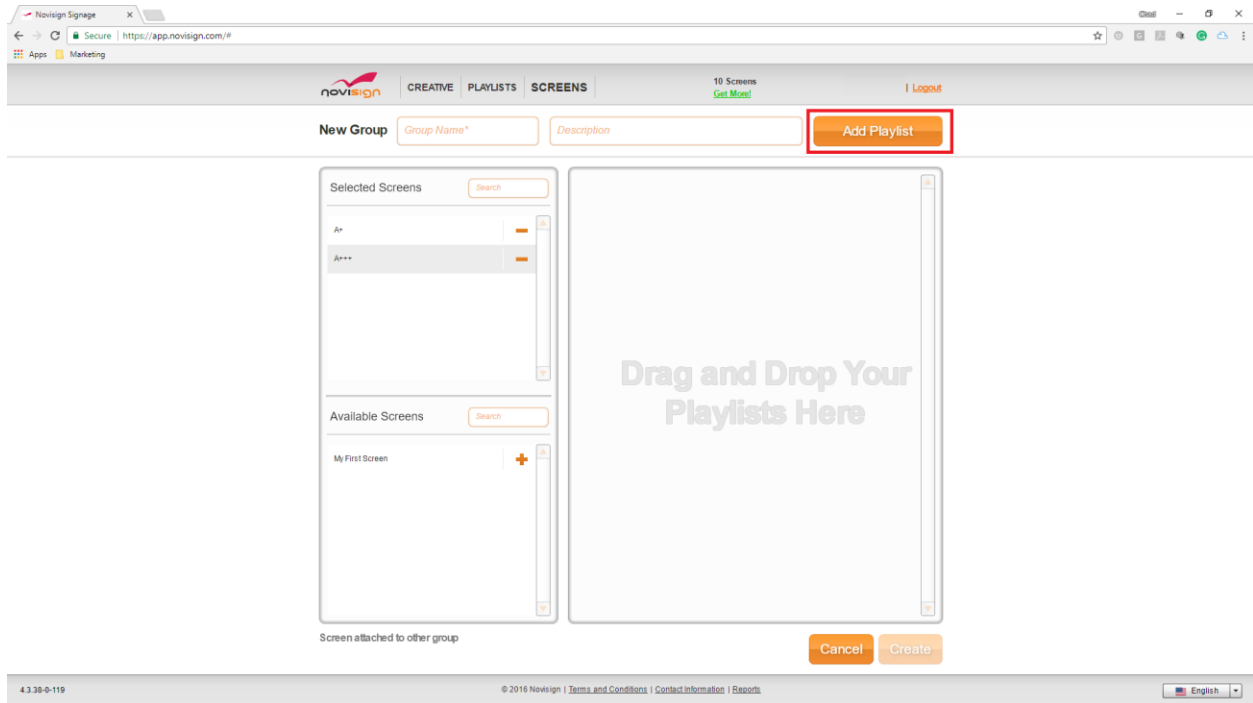 Novisign Signage
Secure | https://app.novisign.com/#
Apps Marketing
novisign CREATIVE PLAYLISTS SCREENS 10 Screens | Logout
Get More!
New Group Group Name* Description Add Playlist
Selected Screens Search
A+
A+++
Drag and Drop Your
Playlists Here
Available Screens Search
My First Screen
Screen attached to other group
Cancel Create
4.3.38-0-119 © 2016 Novisign | Terms and Conditions | Contact Information | Reports English